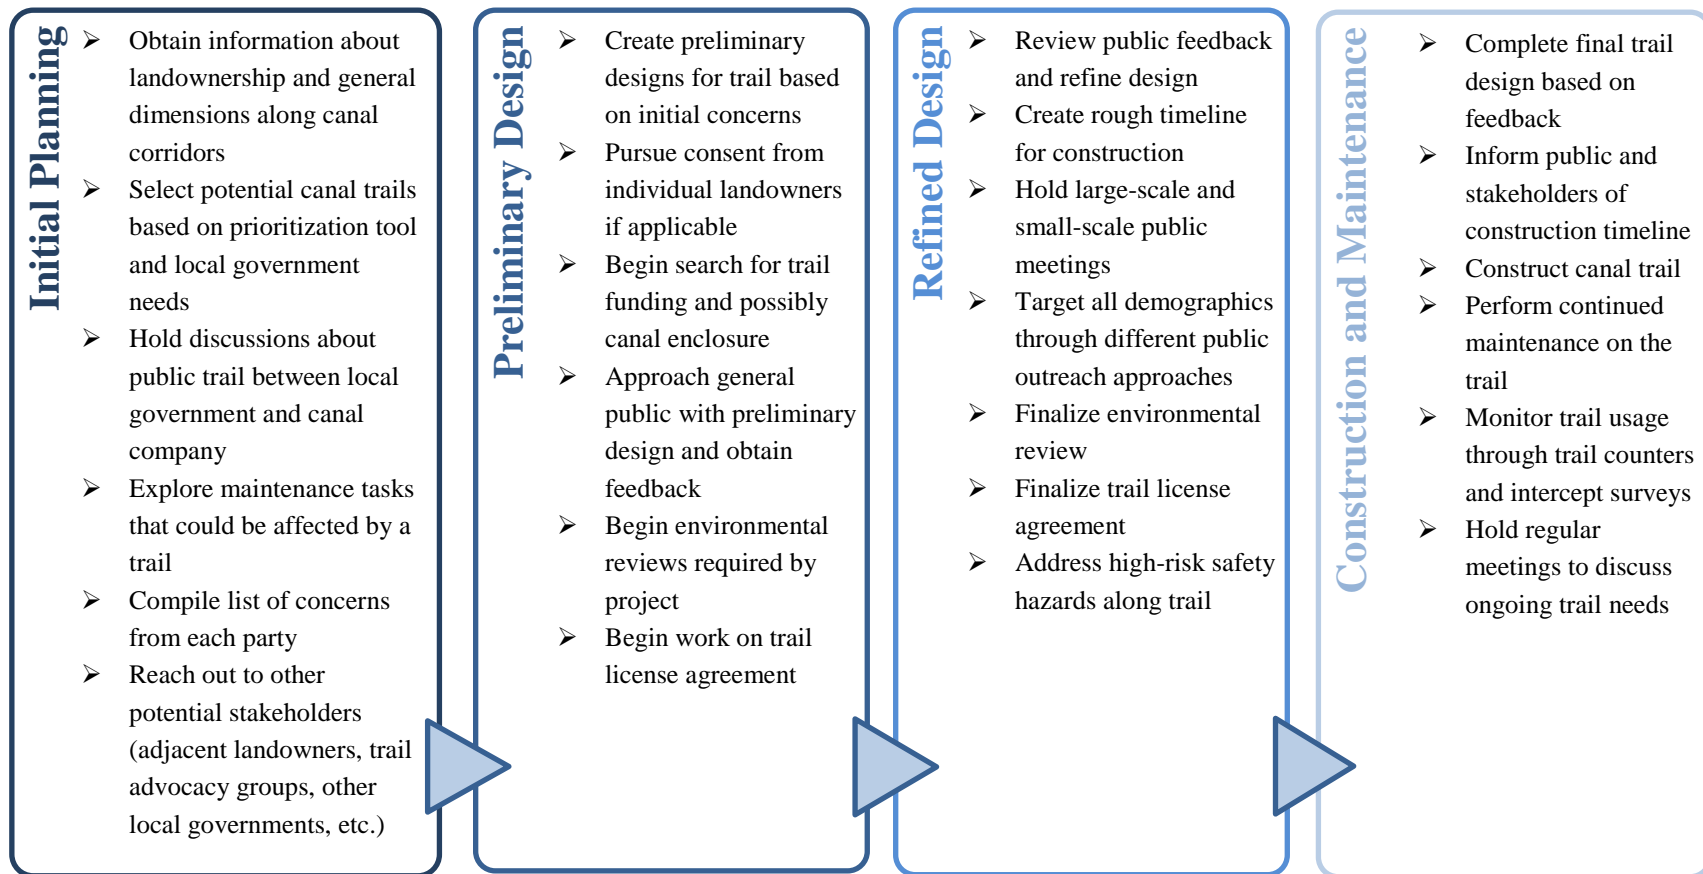 Initial Planning
➢ Obtain information about
landownership and general
dimensions along canal
corridors
➢ Select potential canal trails
based on prioritization tool
and local government
needs
➢ Hold discussions about
public trail between local
government and canal
company
➢ Explore maintenance tasks
that could be affected by a
trail
➢ Compile list of concerns
from each party
➢ Reach out to other
potential stakeholders
(adjacent landowners, trail
advocacy groups, other
local governments, etc.)
Preliminary Design
➢ Create preliminary
designs for trail based
on initial concerns
➢ Pursue consent from
individual landowners
if applicable
➢ Begin search for trail
funding and possibly
canal enclosure
➢ Approach general
public with preliminary
design and obtain
feedback
➢ Begin environmental
reviews required by
project
➢ Begin work on trail
license agreement
Refined Design
➢ Review public feedback
and refine design
➢ Create rough timeline
for construction
➢ Hold large-scale and
small-scale public
meetings
➢ Target all demographics
through different public
outreach approaches
➢ Finalize environmental
review
➢ Finalize trail license
agreement
➢ Address high-risk safety
hazards along trail
Construction and Maintenance
➢ Complete final trail
design based on
feedback
➢ Inform public and
stakeholders of
construction timeline
➢ Construct canal trail
➢ Perform continued
maintenance on the
trail
➢ Monitor trail usage
through trail counters
and intercept surveys
➢ Hold regular
meetings to discuss
ongoing trail needs